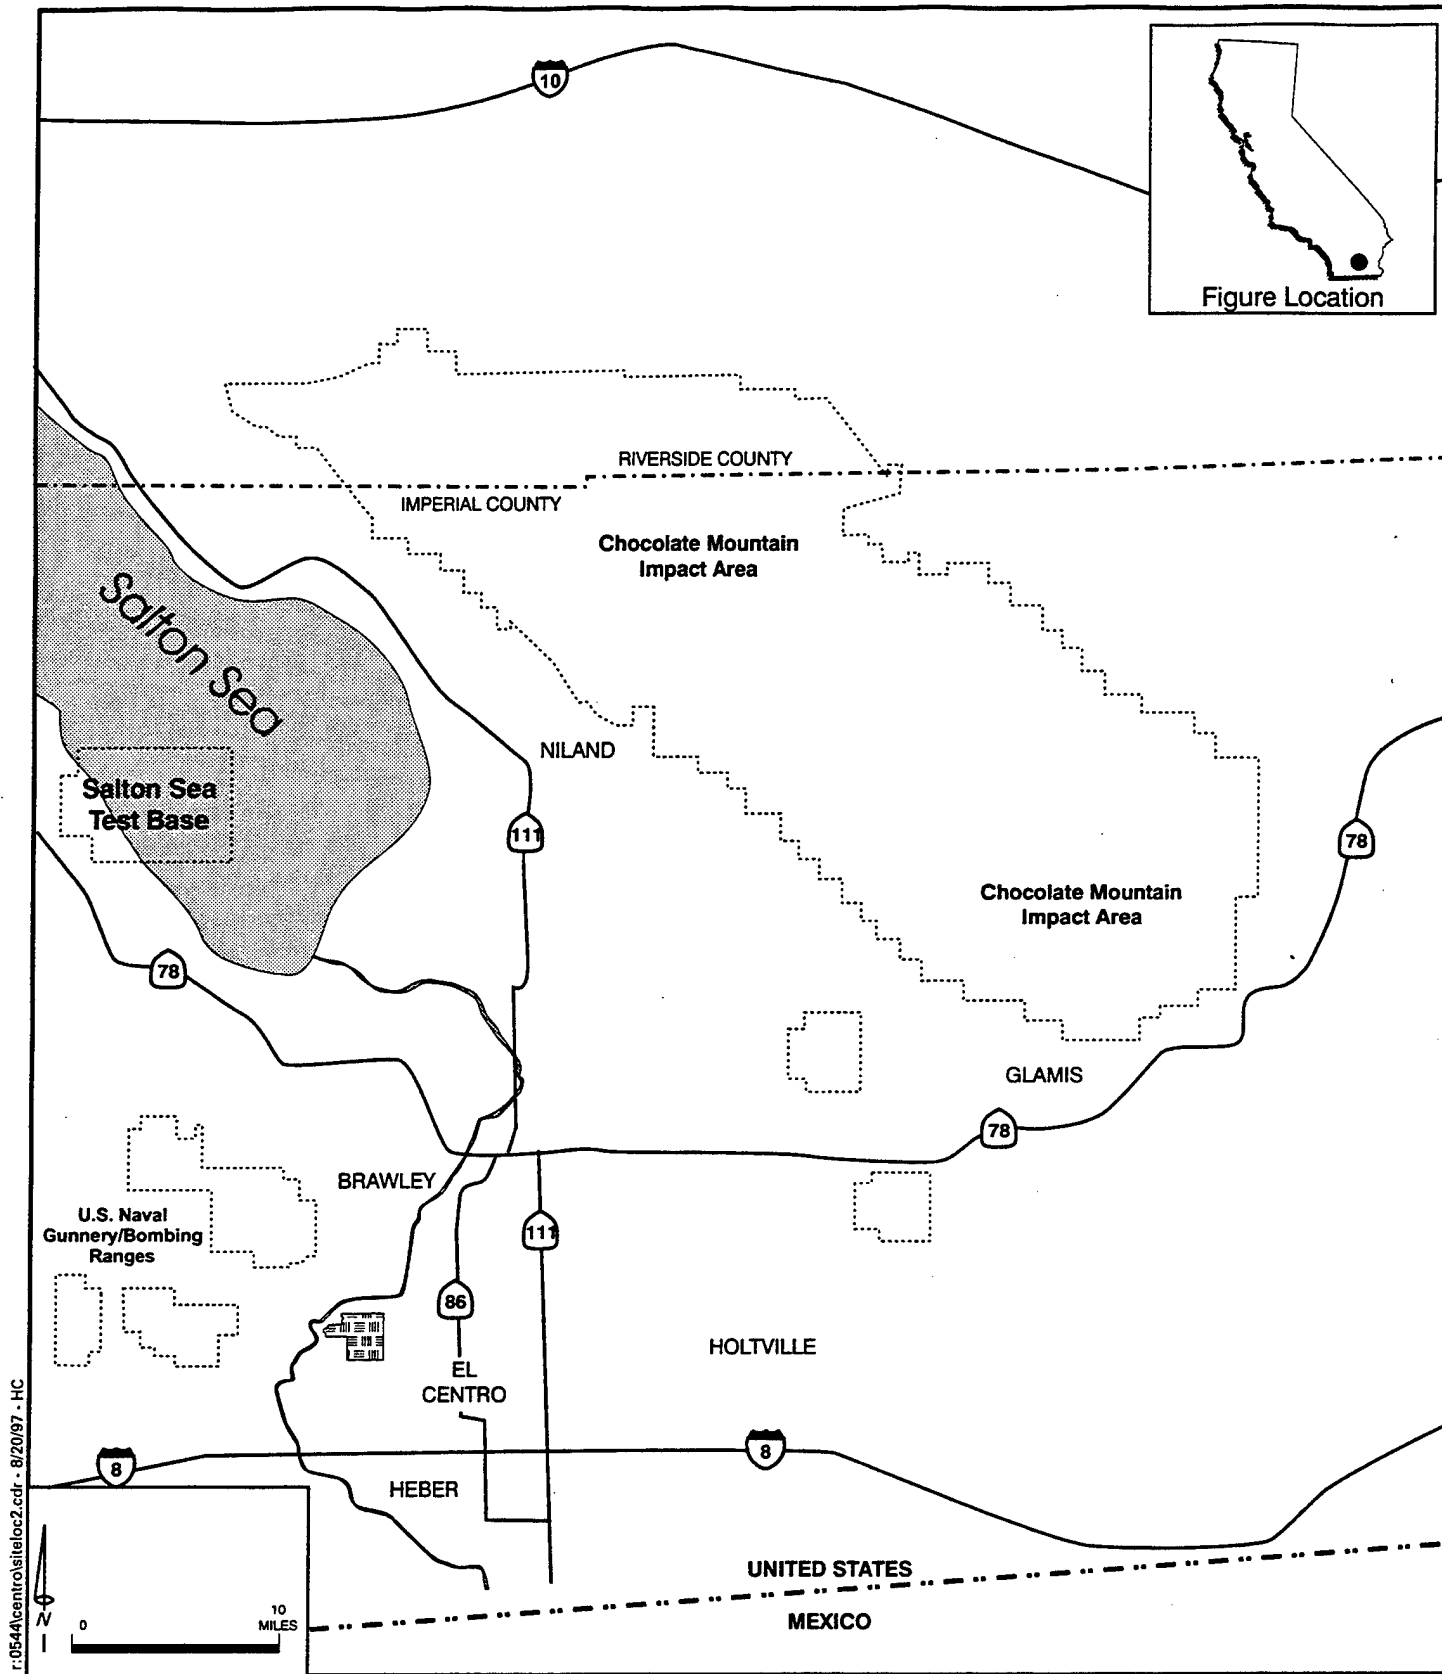 10
Figure Location
RIVERSIDE COUNTY
IMPERIAL COUNTY
Chocolate Mountain
Impact Area
Salton Sea
NILAND
Salton Sea
Test Base
111
78
Chocolate Mountain
Impact Area
78
GLAMIS
78
BRAWLEY
U.S. Naval
Gunnery/Bombing
Ranges
111
86
HOLTVILLE
EL
CENTRO
8
8
HEBER
UNITED STATES
MEXICO
N
0
10
MILES
r:0544\centro\siteloc2.cdr - 8/20/97 - HC